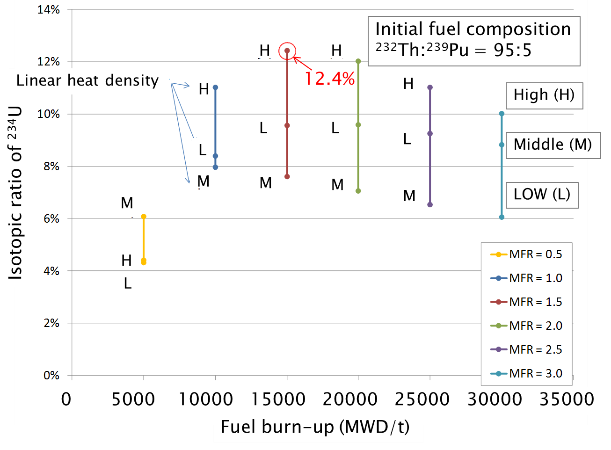 14%
12%
10%
8%
6%
4%
2%
0%
Isotopic ratio of ²³⁴U
Initial fuel composition
²³²Th:²³⁹Pu = 95:5
Linear heat density
H
H
H
H
12.4%
L
L
L
L
M
M
M
M
M
H
L
High (H)
Middle (M)
LOW (L)
MFR = 0.5
MFR = 1.0
MFR = 1.5
MFR = 2.0
MFR = 2.5
MFR = 3.0
0 5000 10000 15000 20000 25000 30000 35000
Fuel burn-up (MWD/t)